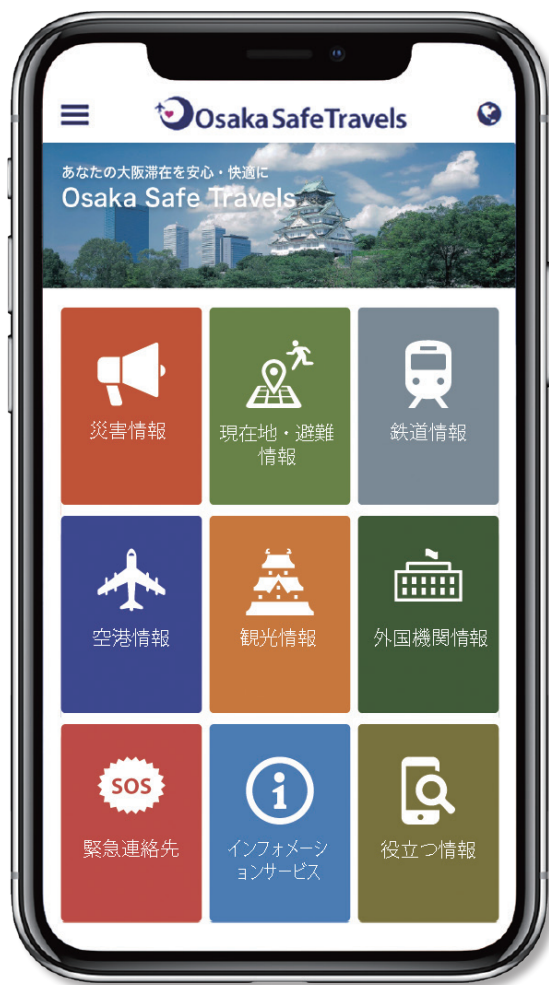 Osaka Safe Travels
あなたの大阪滞在を安心・快適に
Osaka Safe Travels
災害情報
現在地・避難
情報
鉄道情報
空港情報
観光情報
外国機関情報
SOS
緊急連絡先
インフォメーシ
ョンサービス
役立つ情報